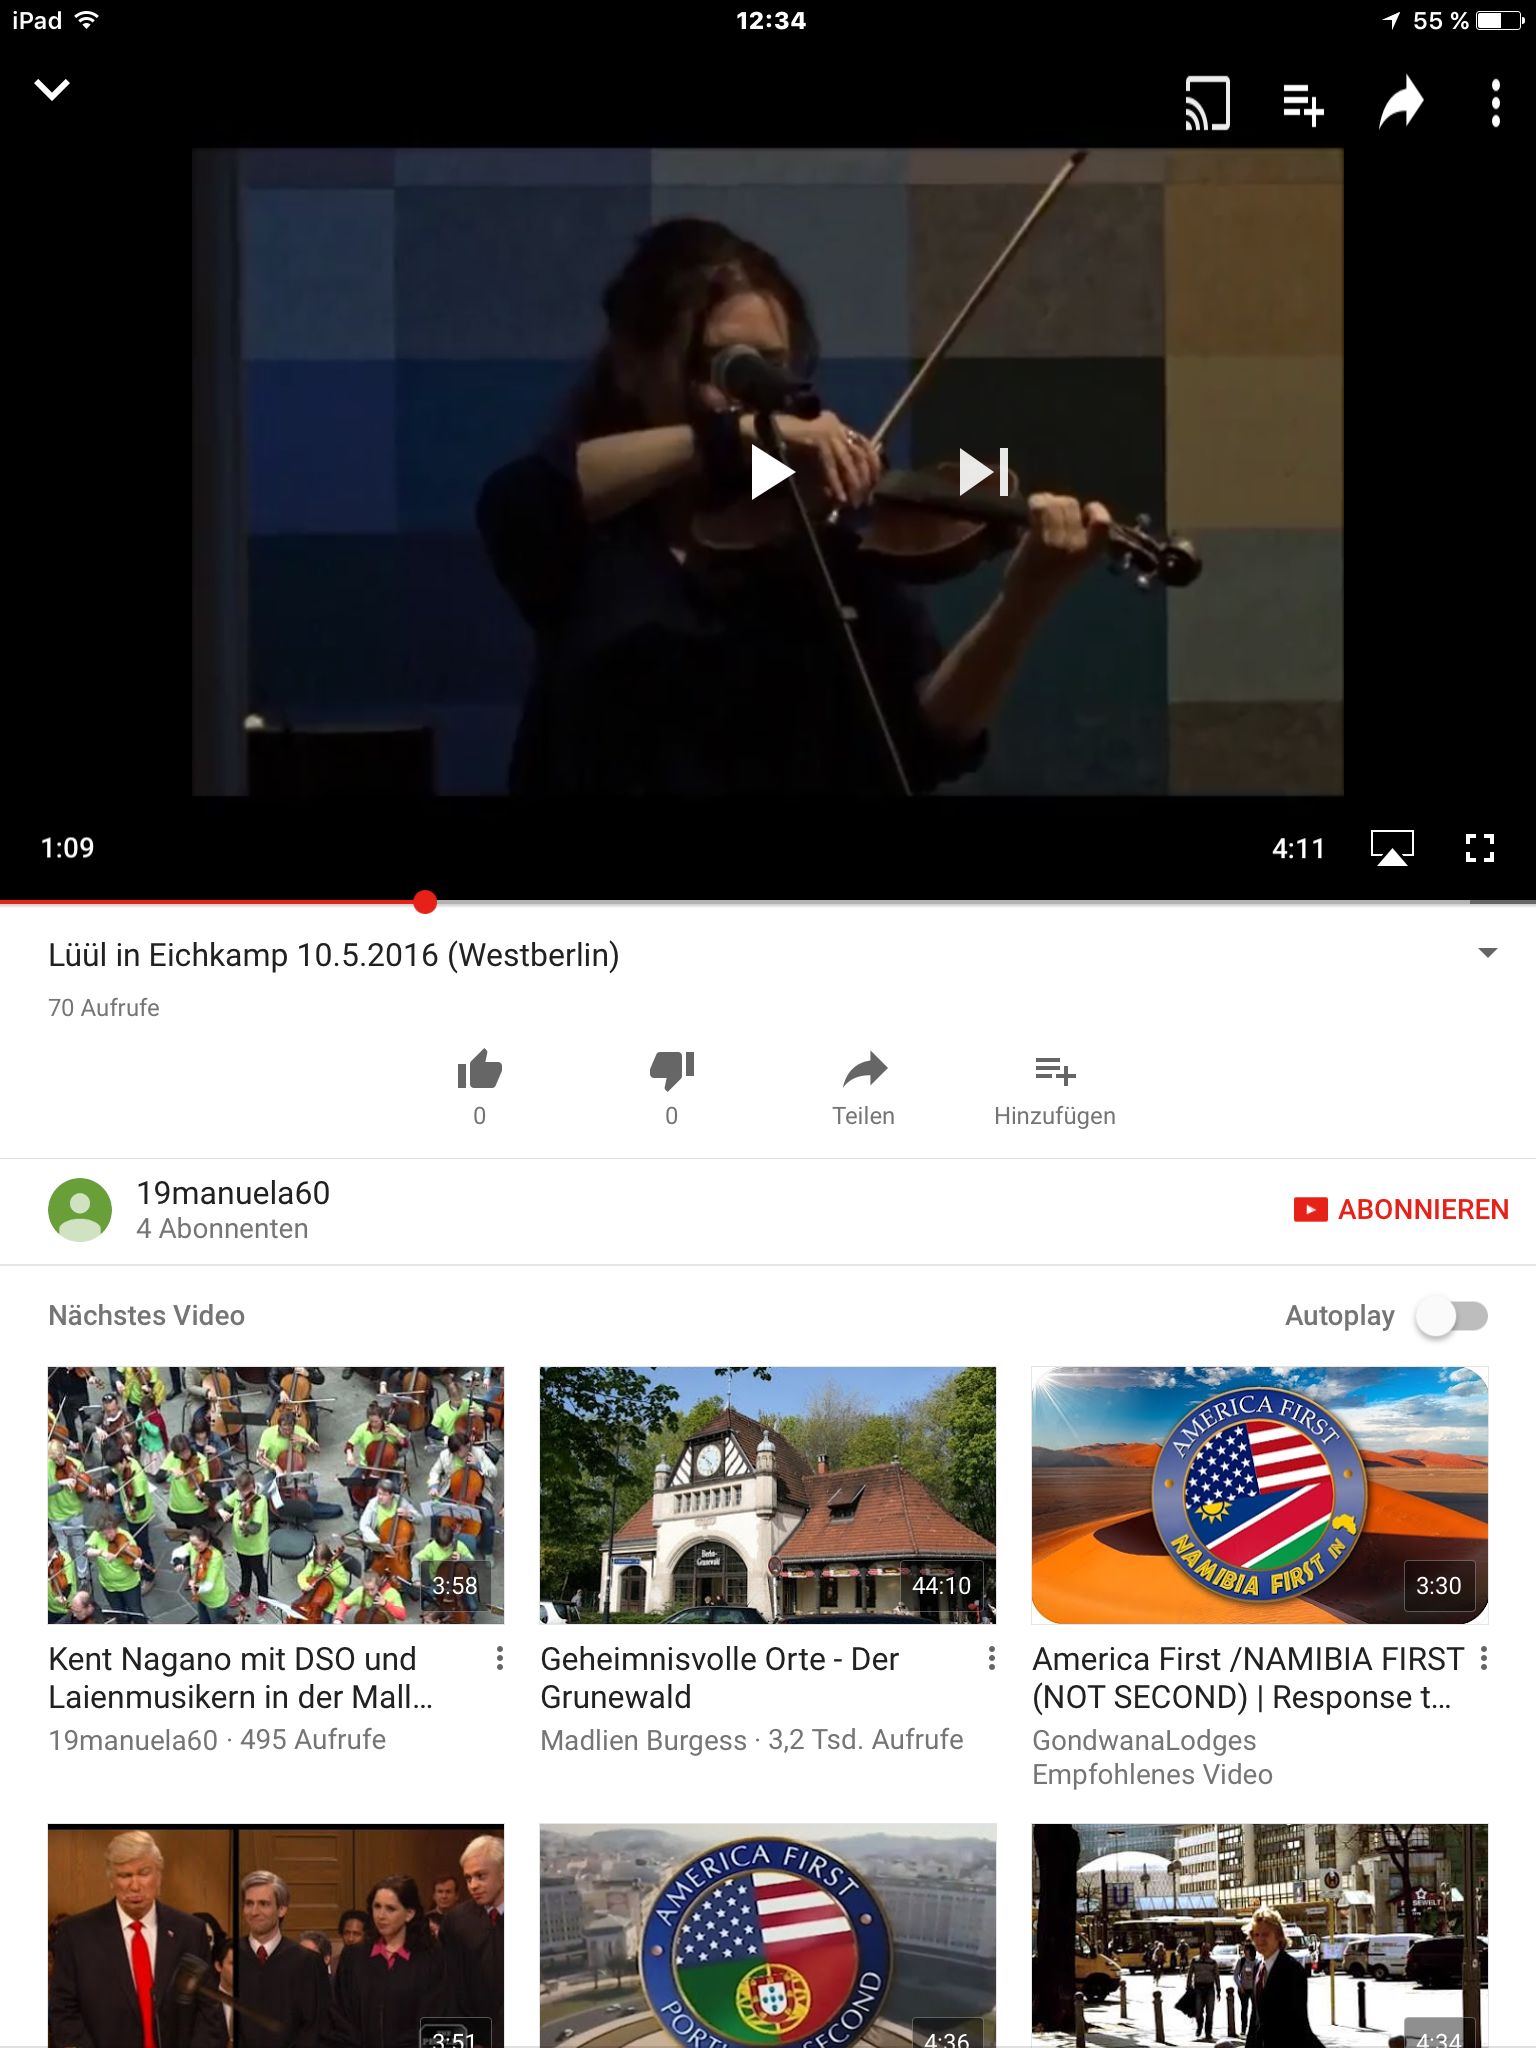 iPad 12:34 55 %
1:09 4:11
Lüül in Eichkamp 10.5.2016 (Westberlin)
70 Aufrufe
0 0 Teilen Hinzufügen
19manuela60
4 Abonnenten
ABONNIEREN
Nächstes Video Autoplay
3:58
Kent Nagano mit DSO und
Laienmusikern in der Mall...
19manuela60 · 495 Aufrufe
Berlin-
Grunewald
44:10
Geheimnisvolle Orte - Der
Grunewald
Madlien Burgess · 3,2 Tsd. Aufrufe
AMERICA FIRST
NAMIBIA FIRST IN
3:30
America First /NAMIBIA FIRST
(NOT SECOND) | Response t...
GondwanaLodges
Empfohlenes Video
3:51
AMERICA FIRST
SECOND
4:36
4:34